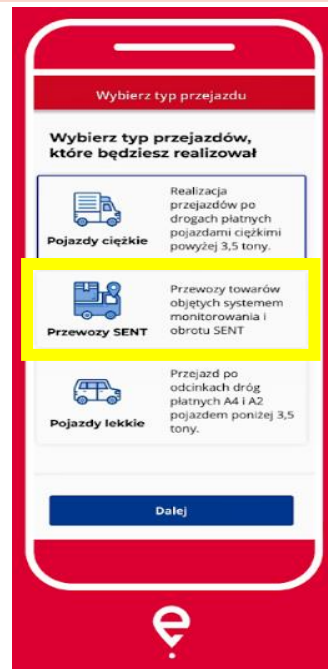 Wybierz typ przejazdu
Wybierz typ przejazdów,
które będziesz realizował
Pojazdy ciężkie
Realizacja
przejazdów po
drogach płatnych
pojazdami ciężkimi
powyżej 3,5 tony.
Przewozy SENT
Przewozy towarów
objętych systemem
monitorowania i
obrotu SENT
Pojazdy lekkie
Przejazd po
odcinkach dróg
płatnych A4 i A2
pojazdem poniżej 3,5
tony.
Dalej